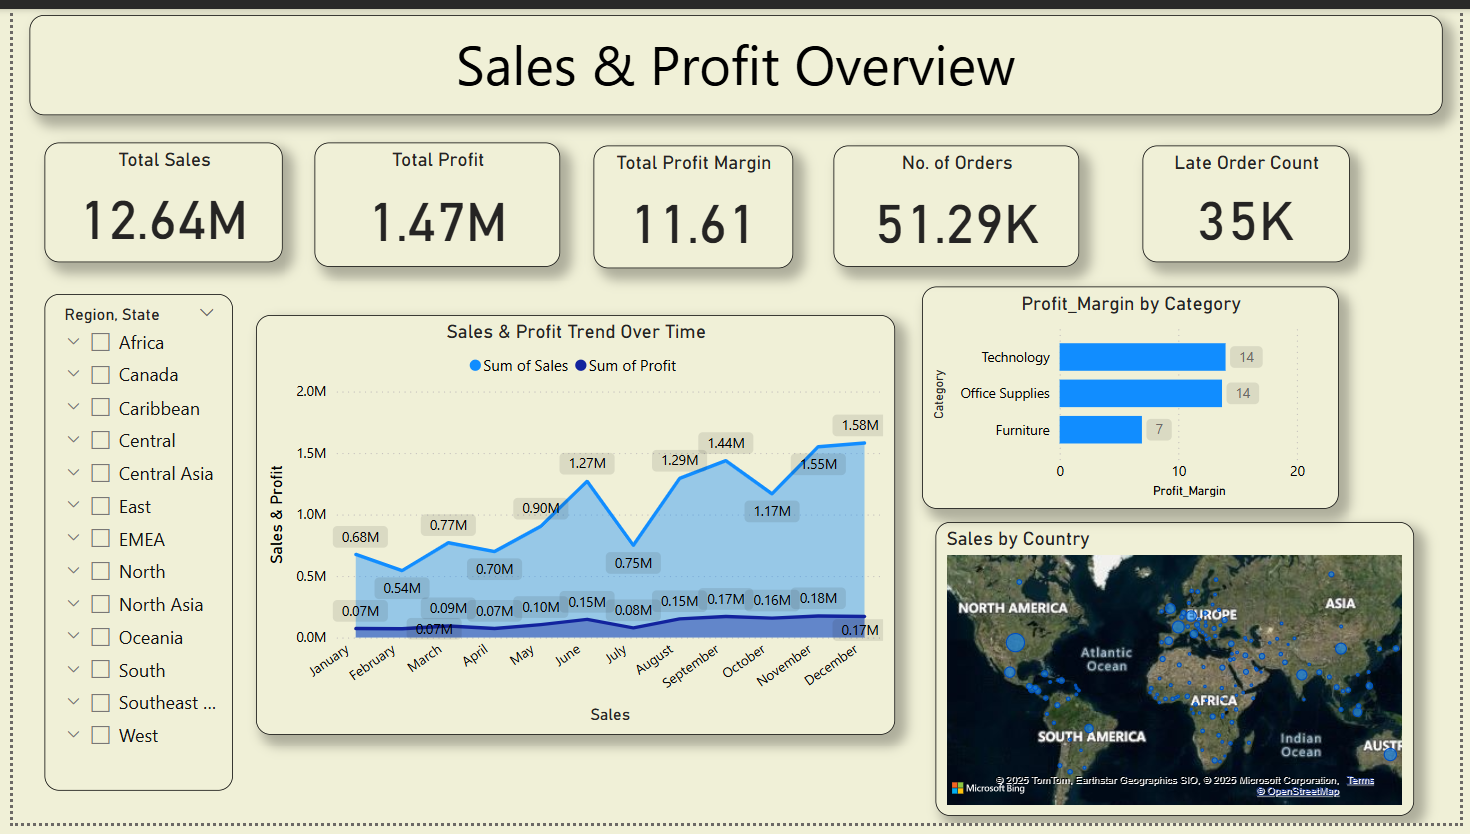 Sales & Profit Overview
Total Sales
12.64M
Total Profit
1.47M
Total Profit Margin
11.61
No. of Orders
51.29K
Late Order Count
35K
Region, State
Africa
Canada
Caribbean
Central
Central Asia
East
EMEA
North
North Asia
Oceania
South
Southeast ...
West
Sales & Profit Trend Over Time
Sum of Sales Sum of Profit
Sales & Profit
2.0M
1.5M
1.0M
0.5M
0.0M
0.68M
0.54M
0.77M
0.70M
0.90M
1.27M
0.75M
1.29M
1.44M
1.17M
1.55M
1.58M
0.07M
0.07M
0.09M
0.07M
0.10M
0.15M
0.08M
0.15M
0.17M
0.16M
0.18M
0.17M
January
February
March
April
May
June
July
August
September
October
November
December
Sales
Profit_Margin by Category
Category
Technology 14
Office Supplies 14
Furniture 7
0 10 20
Profit_Margin
Sales by Country
NORTH AMERICA
EUROPE
ASIA
Atlantic
Ocean
AFRICA
SOUTH AMERICA
Indian
Ocean
AUSTR
© 2025 TomTom, Earthstar Geographics SIO, © 2025 Microsoft Corporation, Terms
Microsoft Bing
© OpenStreetMap